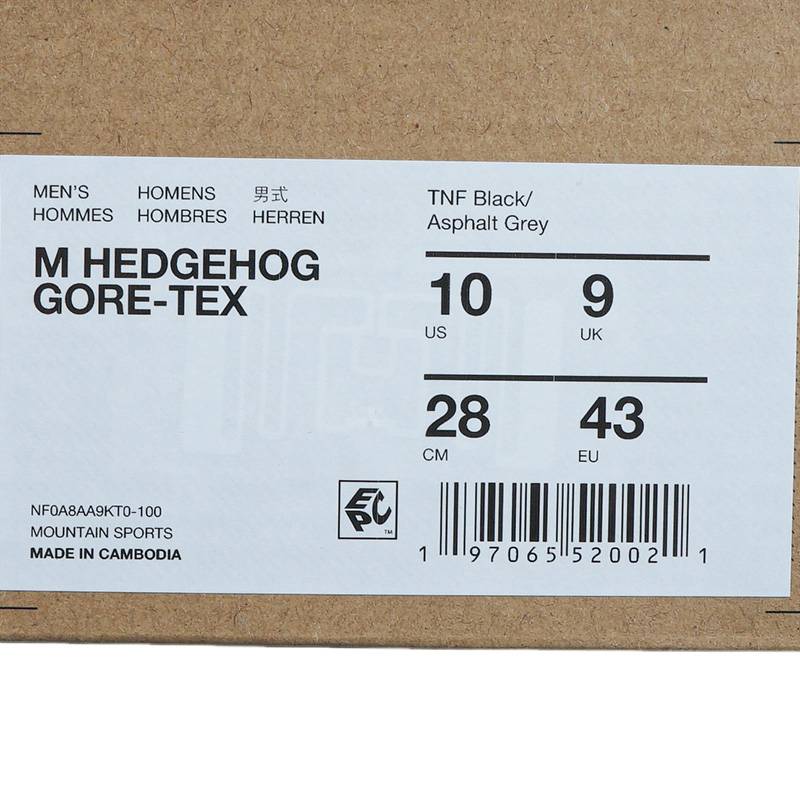 MEN'S HOMENS 男式
HOMMES HOMBRES HERREN
M HEDGEHOG
GORE-TEX
TNF Black/
Asphalt Grey
10 9
US UK
28 43
CM EU
NF0A8AA9KT0-100
MOUNTAIN SPORTS
MADE IN CAMBODIA
EPC
TM
1 97065 52002 1